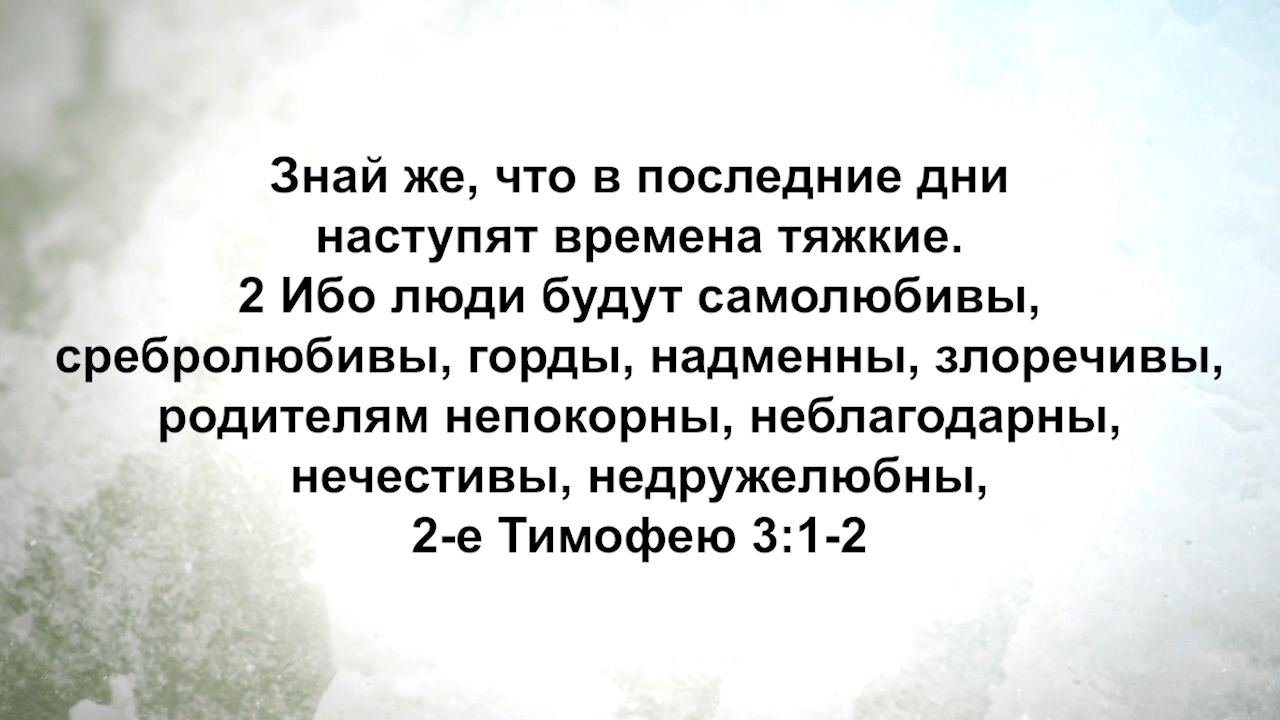 Знай же, что в последние дни
наступят времена тяжкие.
2 Ибо люди будут самолюбивы,
сребролюбивы, горды, надменны, злоречивы,
родителям непокорны, неблагодарны,
нечестивы, недружелюбны,
2-е Тимофею 3:1-2